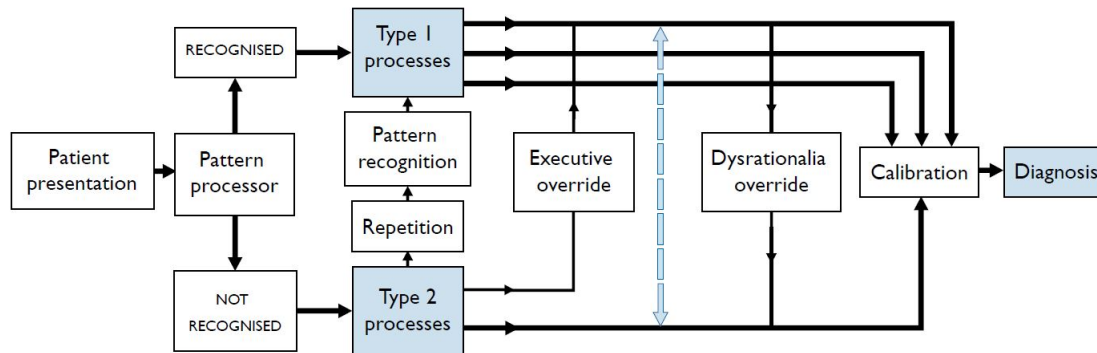 RECOGNISED
Type 1
processes
Patient
presentation
Pattern
processor
Pattern
recognition
Repetition
Executive
override
Dysrationalia
override
Calibration
Diagnosis
NOT
RECOGNISED
Type 2
processes